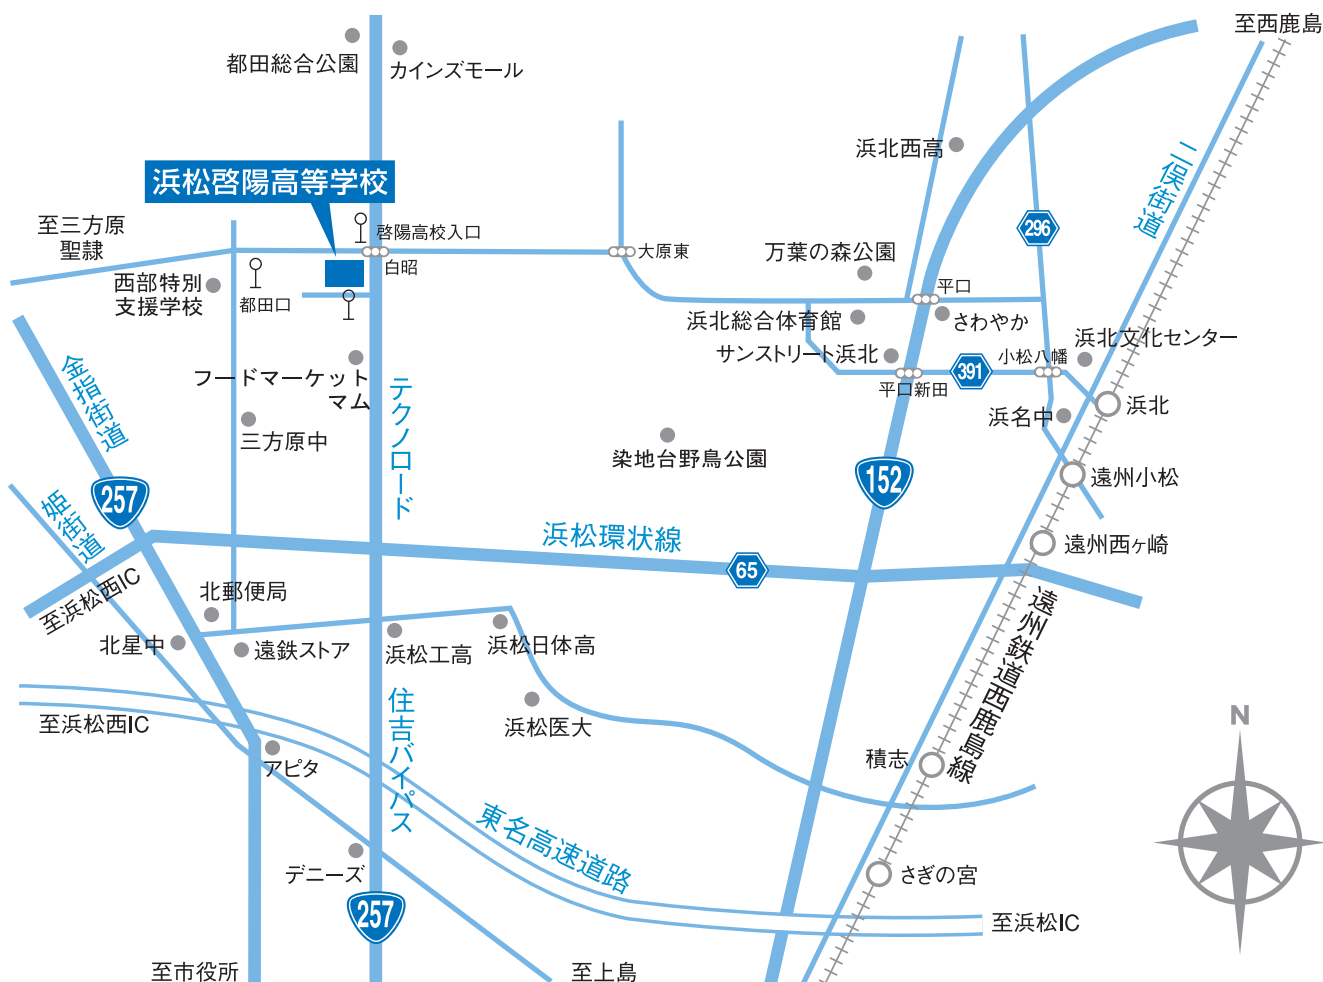 至西鹿島
都田総合公園
カインズモール
浜北西高
二俣街道
浜松啓陽高等学校
至三方原
聖隷
啓陽高校入口
白昭
大原東
万葉の森公園
296
西部特別
支援学校
都田口
平口
浜北総合体育館
さわやか
サンストリート浜北
小松八幡
浜北文化センター
391
平口新田
金指街道
フードマーケット
マム
テクノロード
三方原中
浜名中
浜北
染地台野鳥公園
152
遠州小松
257
姫街道
浜松環状線
65
遠州西ヶ崎
至浜松西IC
北郵便局
北星中
遠鉄ストア
浜松工高
浜松日体高
遠州鉄道西鹿島線
至浜松西IC
住吉バイパス
浜松医大
N
アピタ
積志
東名高速道路
デニーズ
さぎの宮
257
至浜松IC
至市役所
至上島